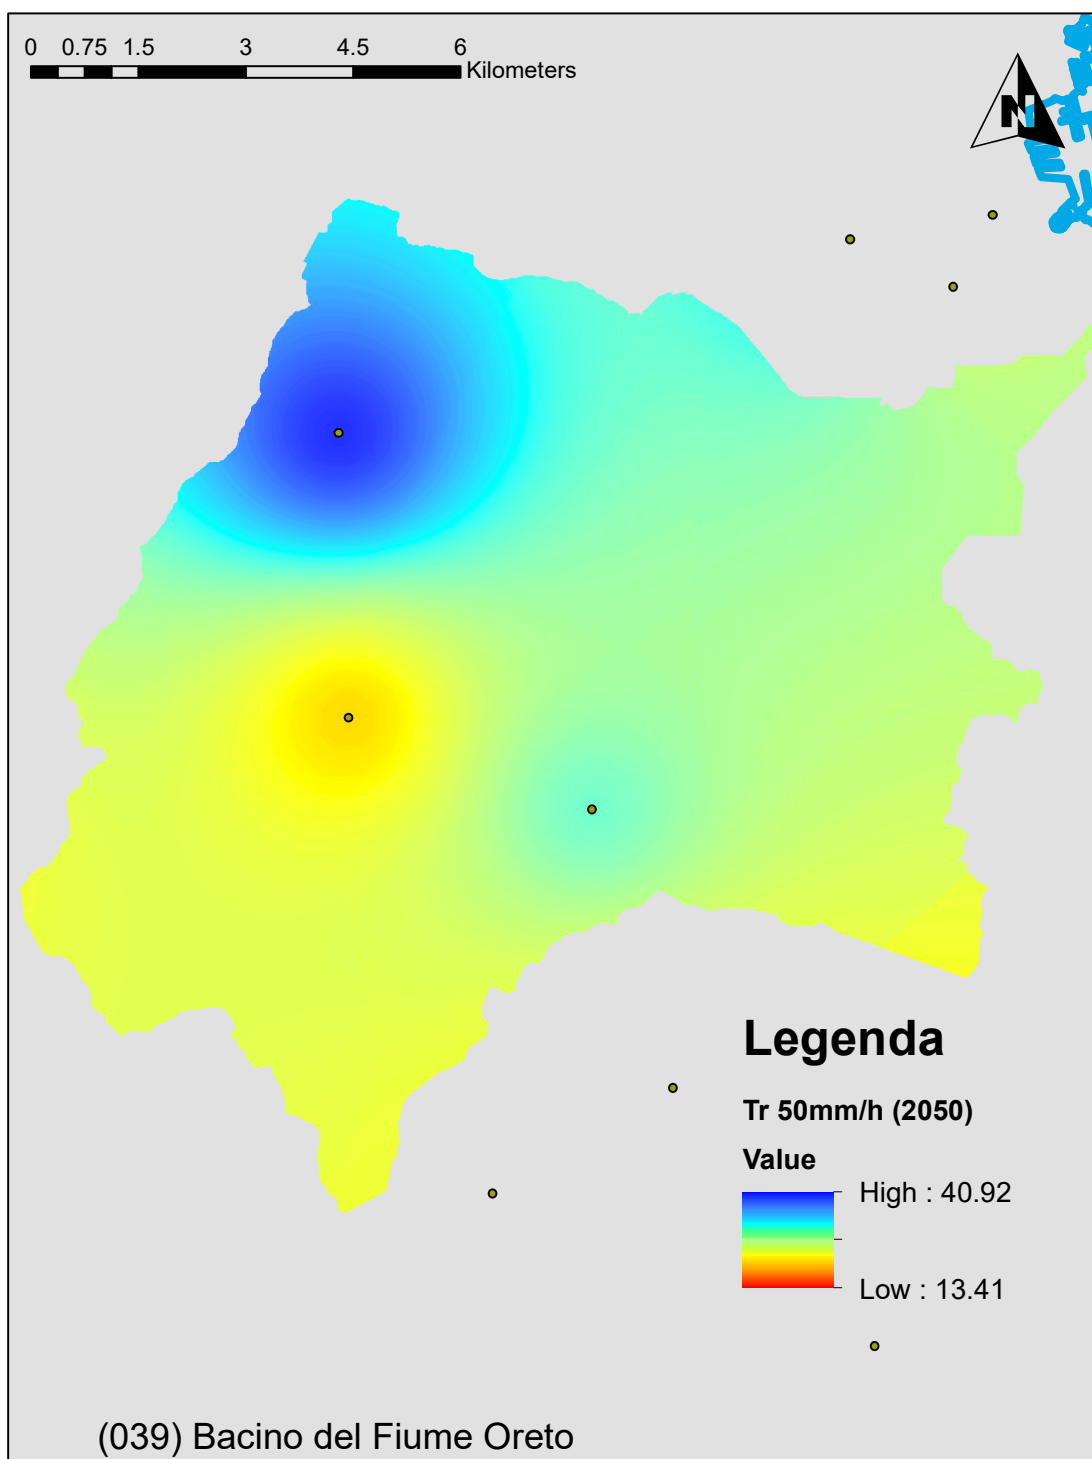 0 0.75 1.5 3 4.5 6
Kilometers
N
Legenda
Tr 50mm/h (2050)
Value
High : 40.92
Low : 13.41
(039) Bacino del Fiume Oreto